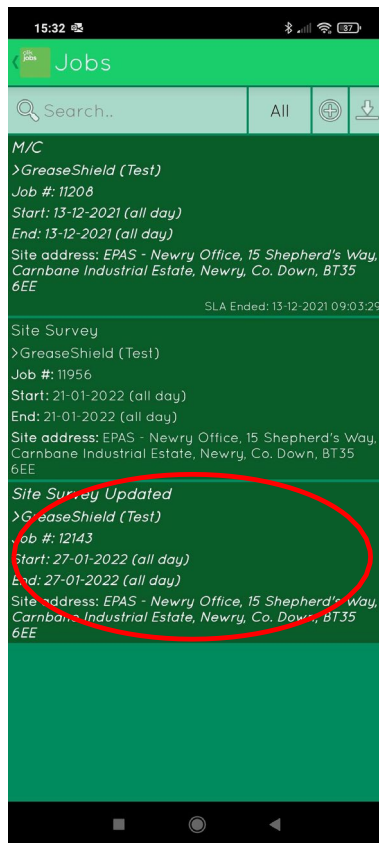 15:32
37
jobs
Jobs
Search..
All
M/C
>GreaseShield (Test)
Job #: 11208
Start: 13-12-2021 (all day)
End: 13-12-2021 (all day)
Site address: EPAS - Newry Office, 15 Shepherd's Way,
Carnbane Industrial Estate, Newry, Co. Down, BT35
6EE
SLA Ended: 13-12-2021 09:03:29
Site Survey
>GreaseShield (Test)
Job #: 11956
Start: 21-01-2022 (all day)
End: 21-01-2022 (all day)
Site address: EPAS - Newry Office, 15 Shepherd's Way,
Carnbane Industrial Estate, Newry, Co. Down, BT35
6EE
Site Survey Updated
>GreaseShield (Test)
Job #: 12143
Start: 27-01-2022 (all day)
End: 27-01-2022 (all day)
Site address: EPAS - Newry Office, 15 Shepherd's Way,
Carnbane Industrial Estate, Newry, Co. Down, BT35
6EE